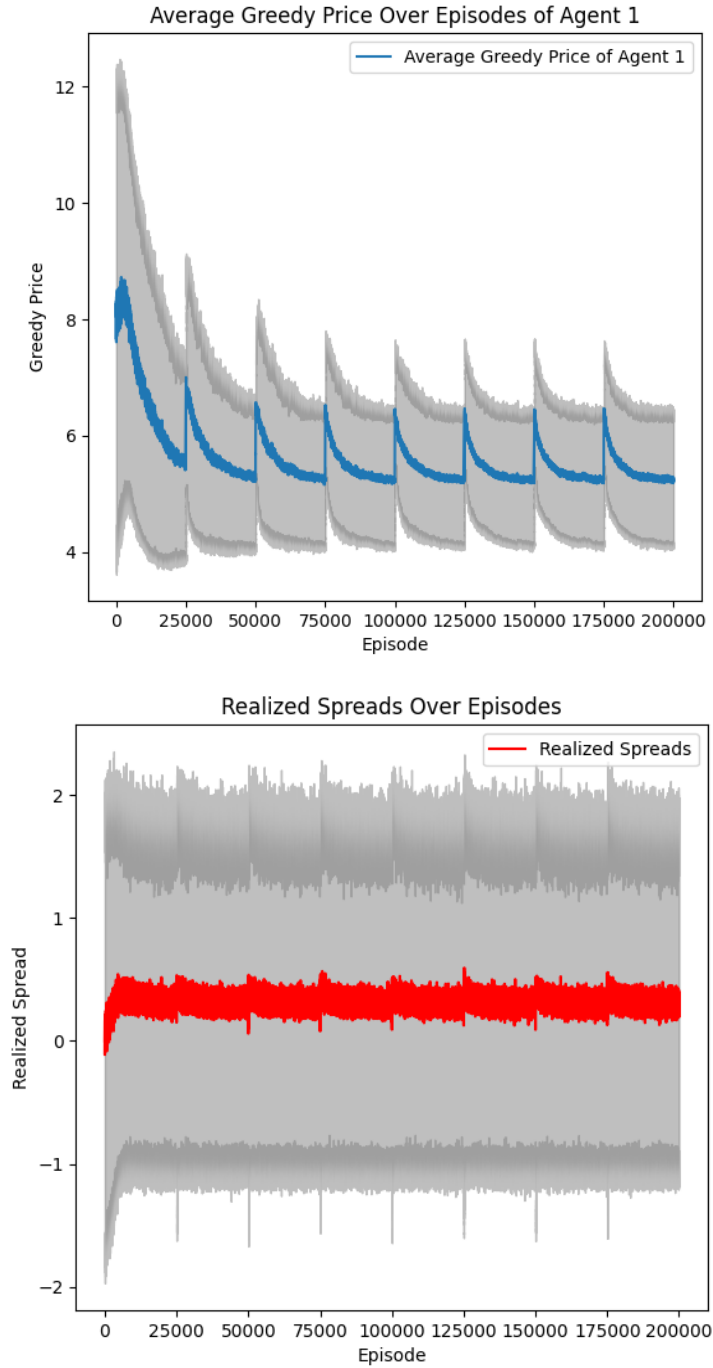 Average Greedy Price Over Episodes of Agent 1
Average Greedy Price of Agent 1
12
10
8
6
4
Greedy Price
0 25000 50000 75000 100000 125000 150000 175000 200000
Episode
Realized Spreads Over Episodes
Realized Spreads
2
1
0
−1
−2
Realized Spread
0 25000 50000 75000 100000 125000 150000 175000 200000
Episode